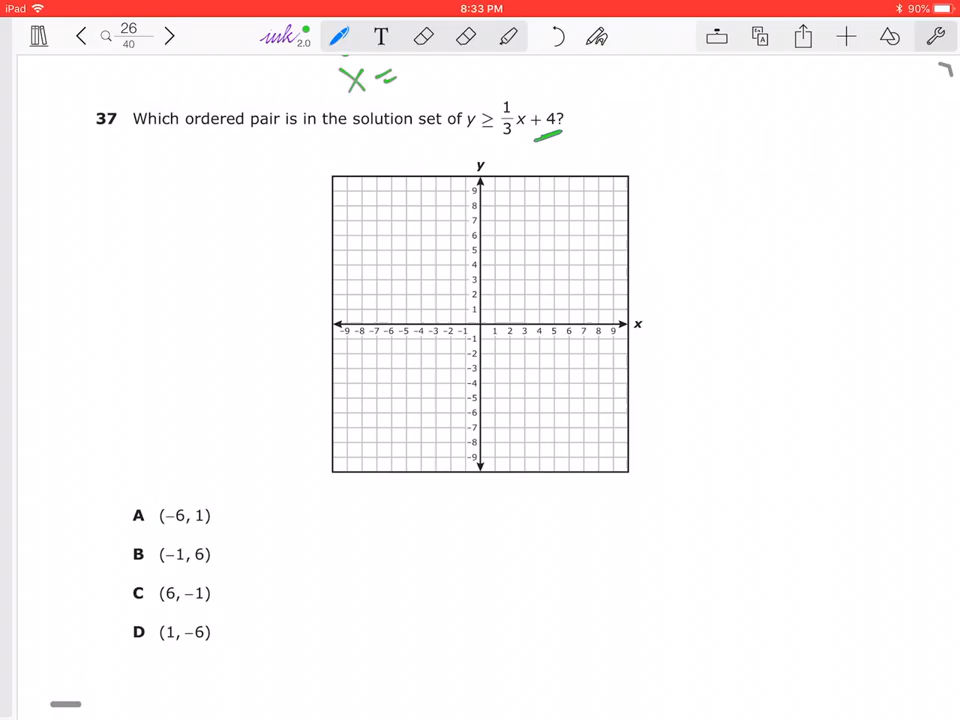 iPad 8:33 PM 90%
26
40
ink 2.0 T
x =
37 Which ordered pair is in the solution set of y ≥ 1/3 x + 4?
y
9
8
7
6
5
4
3
2
1
-9 -8 -7 -6 -5 -4 -3 -2 -1 1 2 3 4 5 6 7 8 9 x
-1
-2
-3
-4
-5
-6
-7
-8
-9
A (−6, 1)
B (−1, 6)
C (6, −1)
D (1, −6)